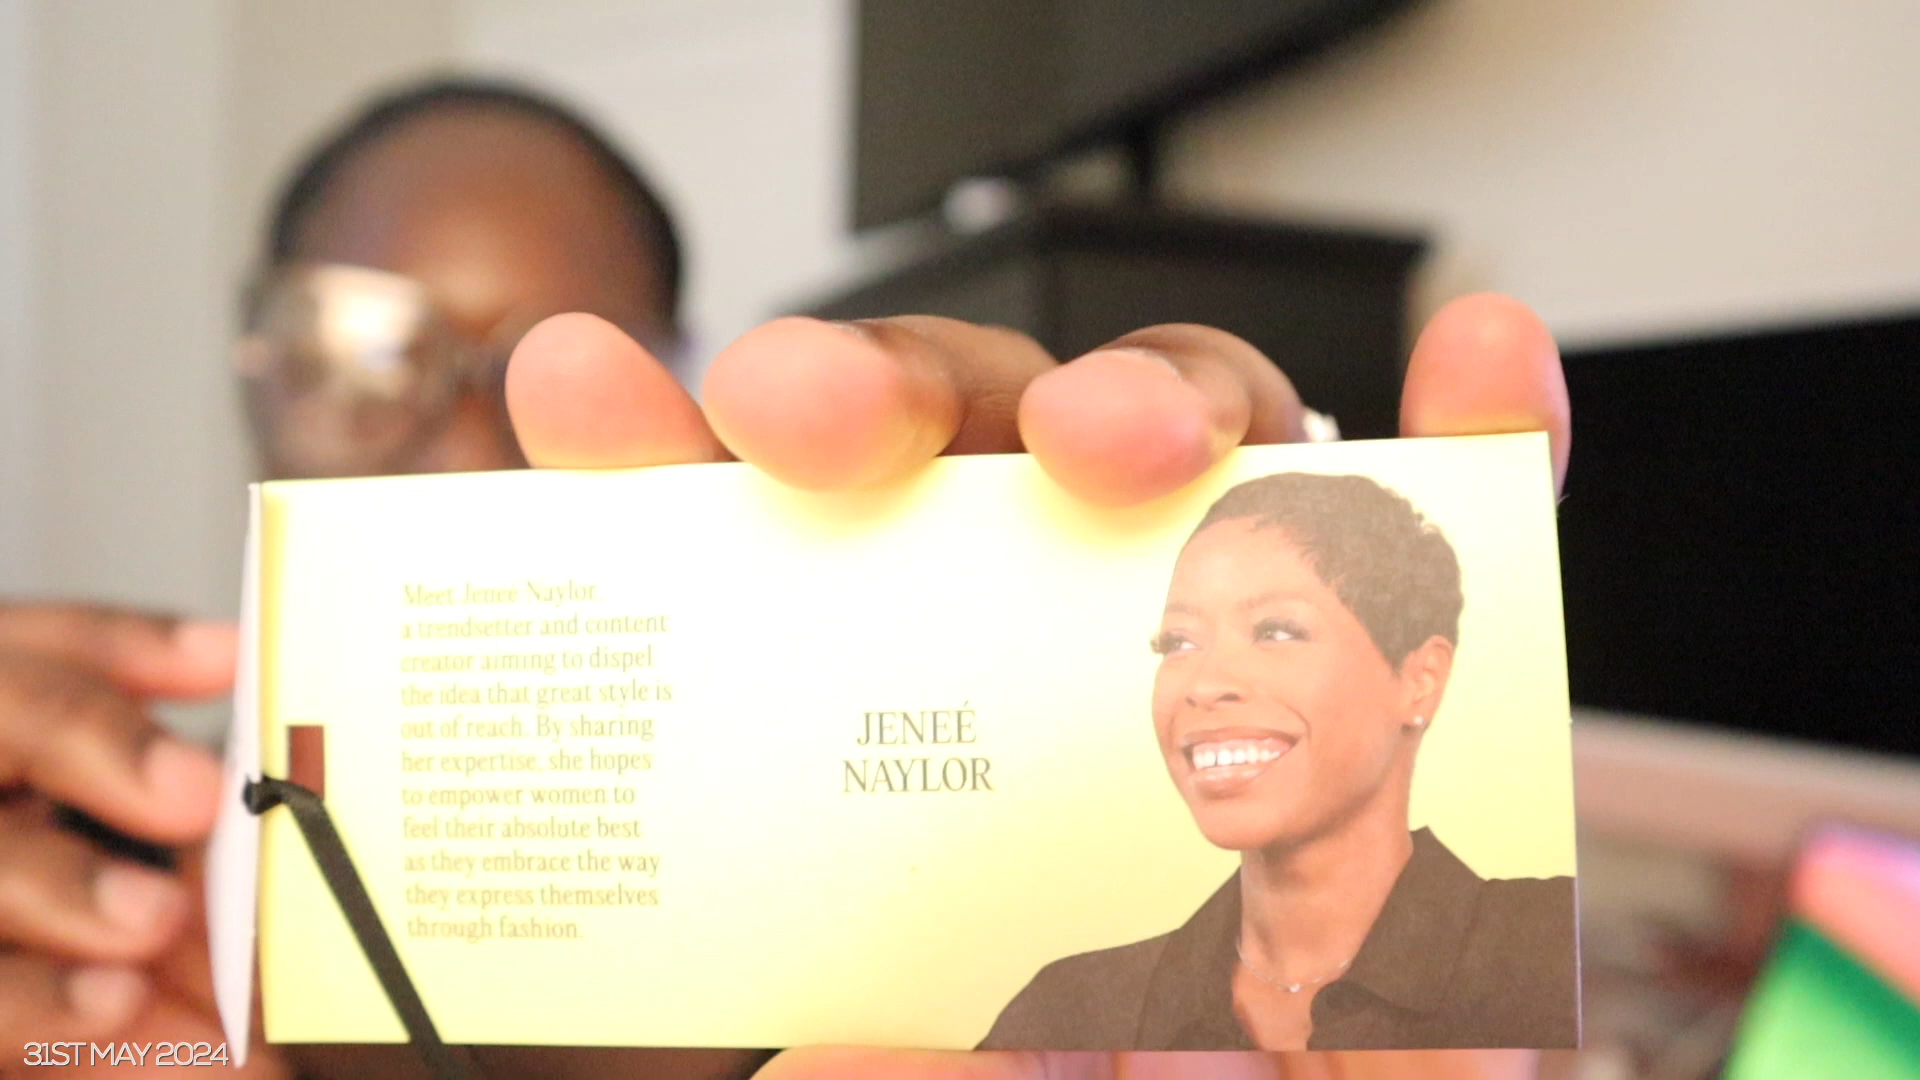 Meet Jeneé Naylor
a trendsetter and content
creator aiming to dispel
the idea that great style is
out of reach. By sharing
her expertise, she hopes
to empower women to
feel their absolute best
as they embrace the way
they express themselves
through fashion.
JENEÉ
NAYLOR
31ST MAY 2024